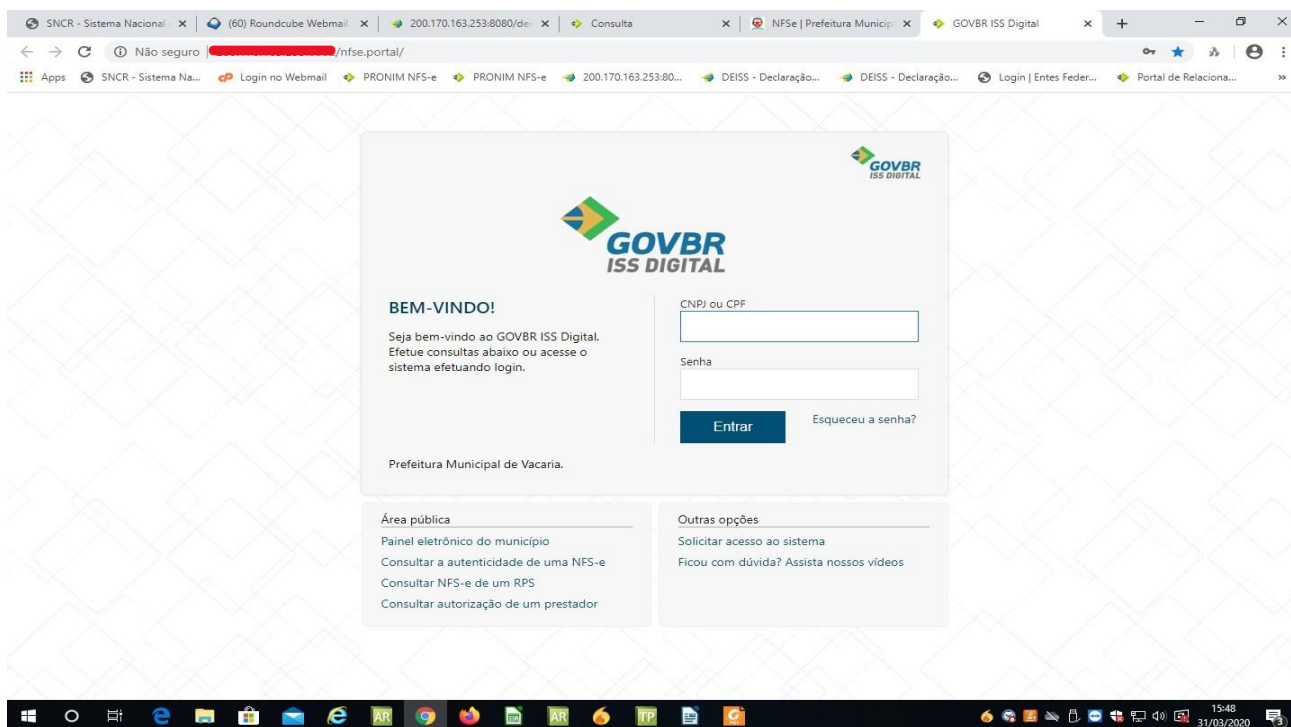 SNCR - Sistema Nacional
(60) Roundcube Webmail
200.170.163.253:8080/dei
Consulta
NFSe | Prefeitura Municip
GOVBR ISS Digital
Não seguro
/nfse.portal/
Apps
SNCR - Sistema Na...
cP Login no Webmail
PRONIM NFS-e
PRONIM NFS-e
200.170.163.253:80...
DEISS - Declaração...
DEISS - Declaração...
Login | Entes Feder...
Portal de Relaciona...
GOVBR
ISS DIGITAL
GOVBR
ISS DIGITAL
BEM-VINDO!
Seja bem-vindo ao GOVBR ISS Digital.
Efetue consultas abaixo ou acesse o
sistema efetuando login.
Prefeitura Municipal de Vacaria.
CNPJ ou CPF
Senha
Entrar
Esqueceu a senha?
Área pública
Painel eletrônico do município
Consultar a autenticidade de uma NFS-e
Consultar NFS-e de um RPS
Consultar autorização de um prestador
Outras opções
Solicitar acesso ao sistema
Ficou com dúvida? Assista nossos vídeos
AR
AR
TP
15:48
31/03/2020
3